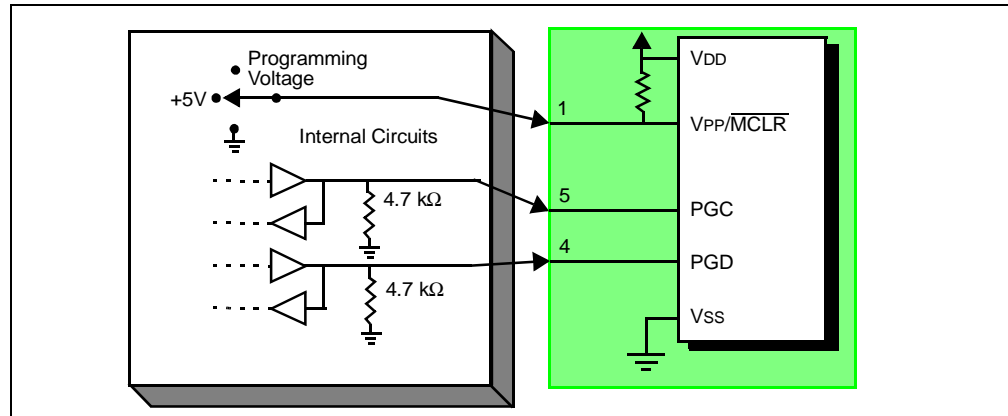 Programming
Voltage
+5V
Internal Circuits
4.7 kΩ
4.7 kΩ
1
5
4
VDD
VPP/MCLR
PGC
PGD
VSS